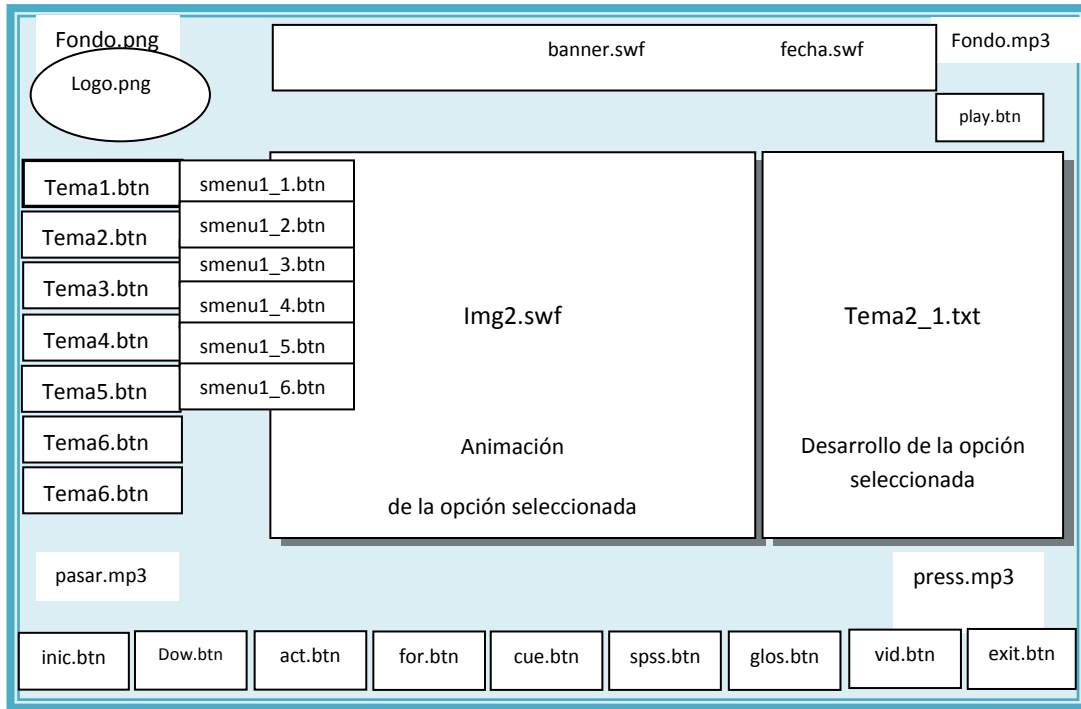 Fondo.png
banner.swf fecha.swf
Fondo.mp3
Logo.png
play.btn
Tema1.btn
Tema2.btn
Tema3.btn
Tema4.btn
Tema5.btn
Tema6.btn
Tema6.btn
smenu1_1.btn
smenu1_2.btn
smenu1_3.btn
smenu1_4.btn
smenu1_5.btn
smenu1_6.btn
Img2.swf
Animación
de la opción seleccionada
Tema2_1.txt
Desarrollo de la opción
seleccionada
pasar.mp3
press.mp3
inic.btn
Dow.btn
act.btn
for.btn
cue.btn
spss.btn
glos.btn
vid.btn
exit.btn